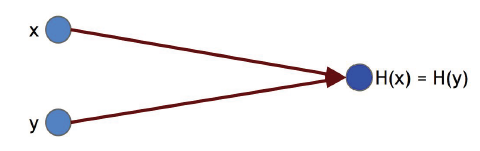 x
H(x) = H(y)
y